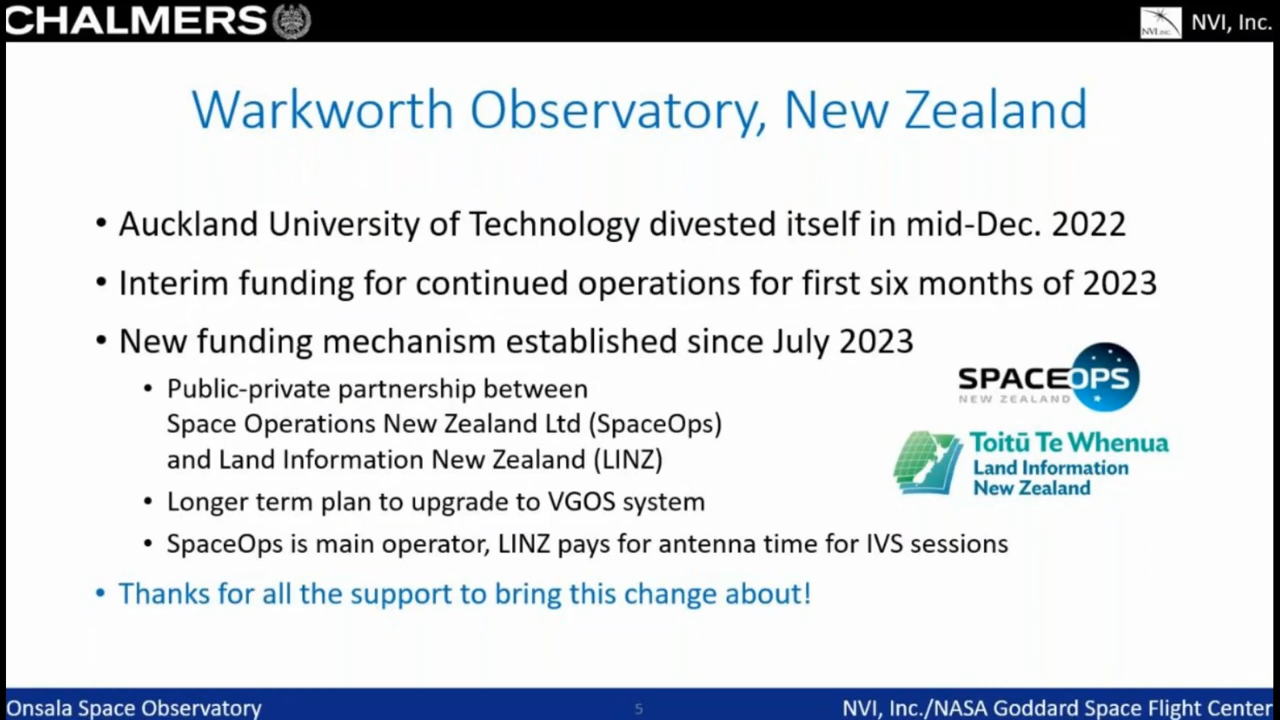 CHALMERS
NVI, Inc.
NVI, Inc.
Warkworth Observatory, New Zealand
• Auckland University of Technology divested itself in mid-Dec. 2022
• Interim funding for continued operations for first six months of 2023
• New funding mechanism established since July 2023
• Public-private partnership between
Space Operations New Zealand Ltd (SpaceOps)
and Land Information New Zealand (LINZ)
• Longer term plan to upgrade to VGOS system
• SpaceOps is main operator, LINZ pays for antenna time for IVS sessions
SPACEOPS
NEW ZEALAND
Toitū Te Whenua
Land Information
New Zealand
• Thanks for all the support to bring this change about!
Onsala Space Observatory
5
NVI, Inc./NASA Goddard Space Flight Center